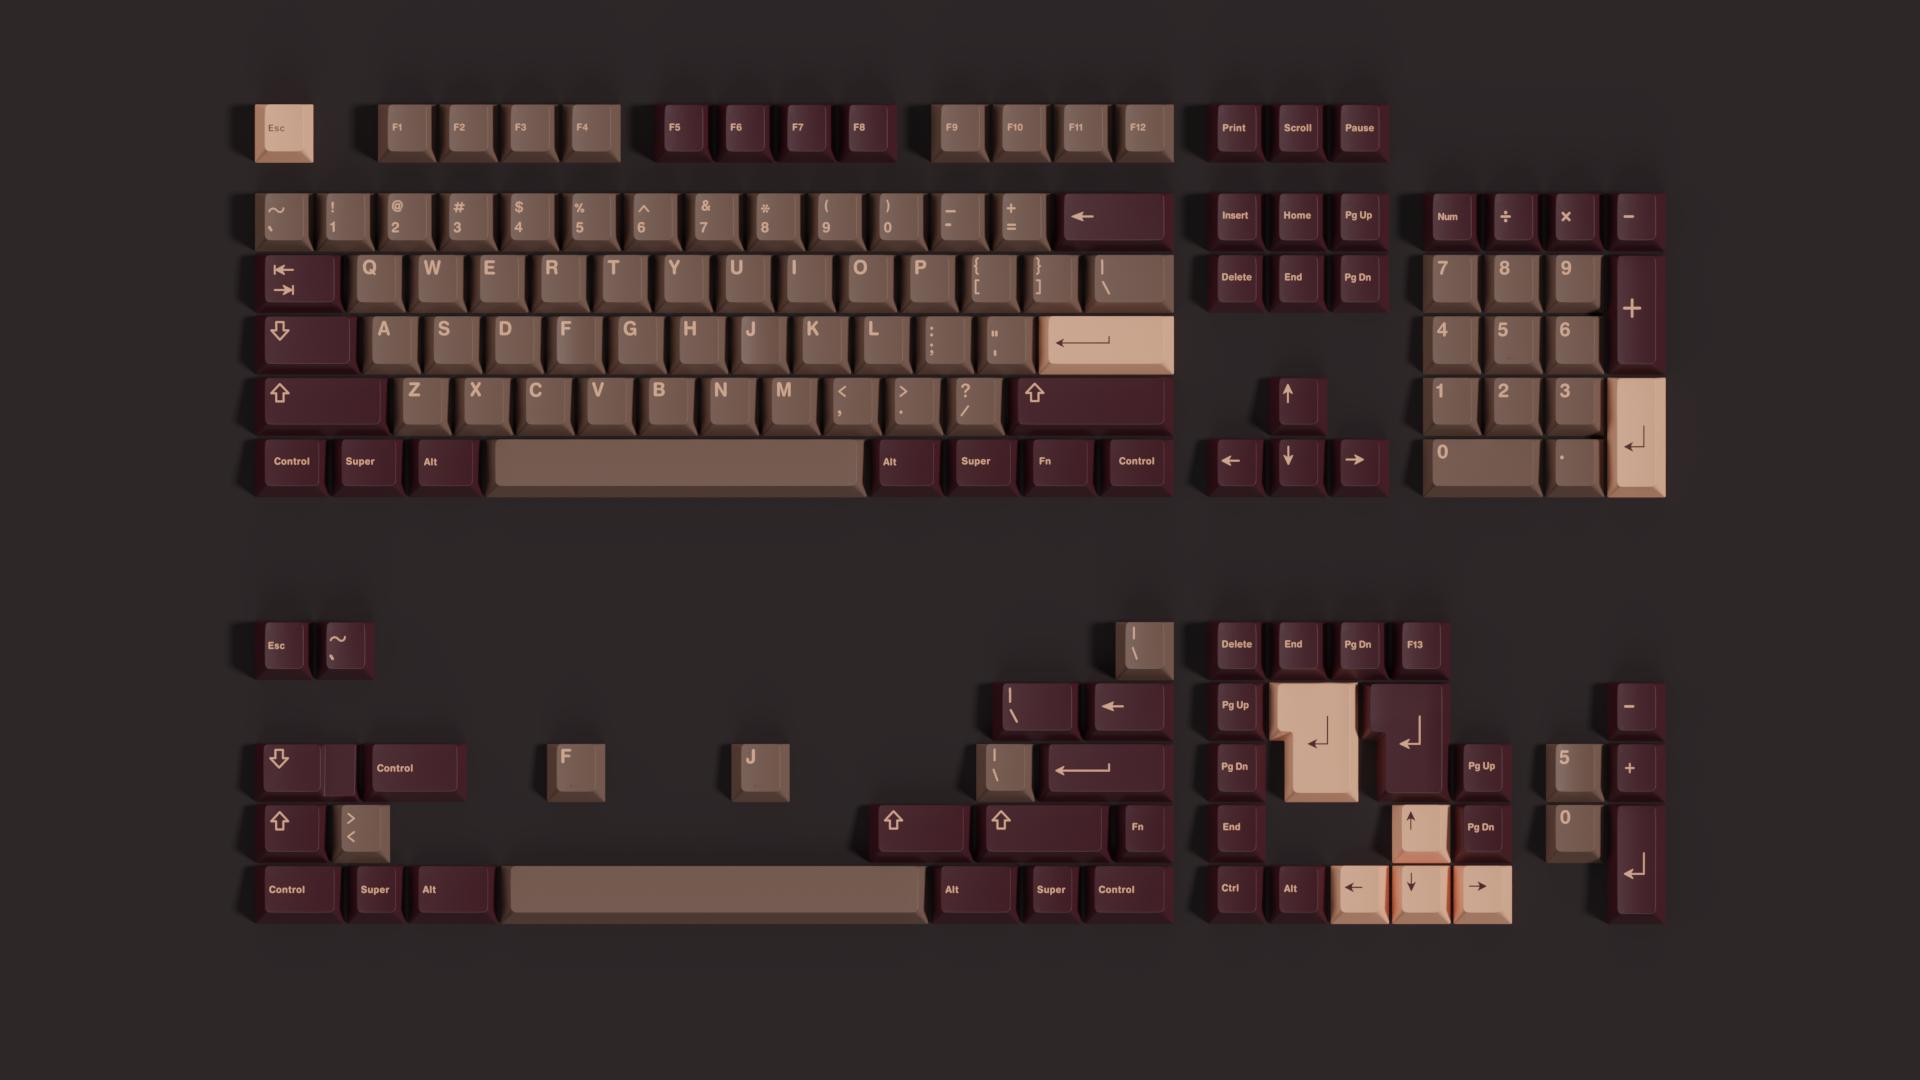 Esc F1 F2 F3 F4 F5 F6 F7 F8 F9 F10 F11 F12 Print Scroll Pause
~ ! @ # $ % ^ & * ( ) _ +
` 1 2 3 4 5 6 7 8 9 0 - = ← Insert Home Pg Up Num ÷ × −
⇤ Q W E R T Y U I O P { } | Delete End Pg Dn 7 8 9 +
⇥ [ ] \
⇩ A S D F G H J K L : " ↵ 4 5 6
; '
⇧ Z X C V B N M < > ? ⇧ ↑ 1 2 3 ↵
, . /
Control Super Alt Alt Super Fn Control ← ↓ → 0 .
Esc ~ | Delete End Pg Dn F13
` \
| ← Pg Up ↵ ↵ −
\
⇩ Control F J | ↵ Pg Dn Pg Up 5 +
\
⇧ > ⇧ ⇧ Fn End ↑ Pg Dn 0 ↵
<
Control Super Alt Alt Super Control Ctrl Alt ← ↓ →